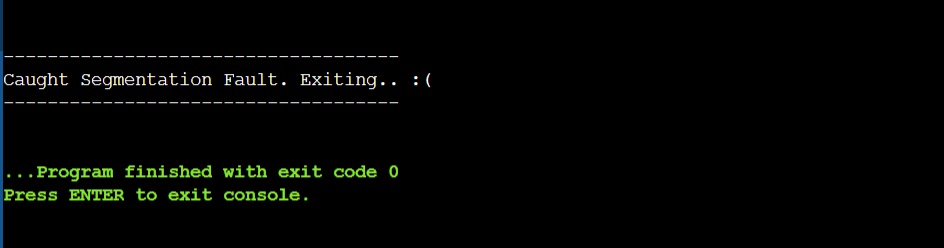 ------------------------------------
Caught Segmentation Fault. Exiting.. :(
------------------------------------
...Program finished with exit code 0
Press ENTER to exit console.